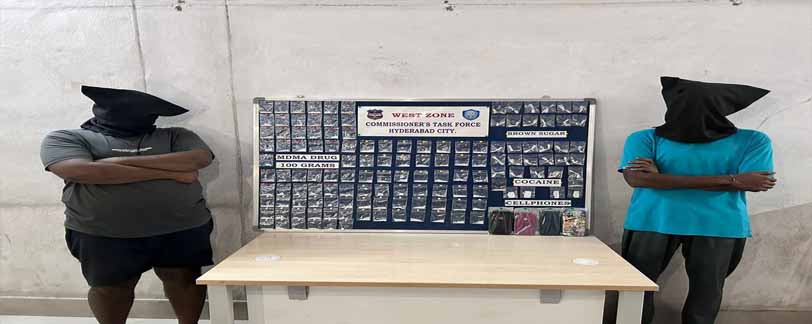 WEST ZONE
COMMISSIONER'S TASK FORCE
HYDERABAD CITY.
BROWN SUGAR
MDMA DRUG
100 GRAMS
COCAINE
CELLPHONES